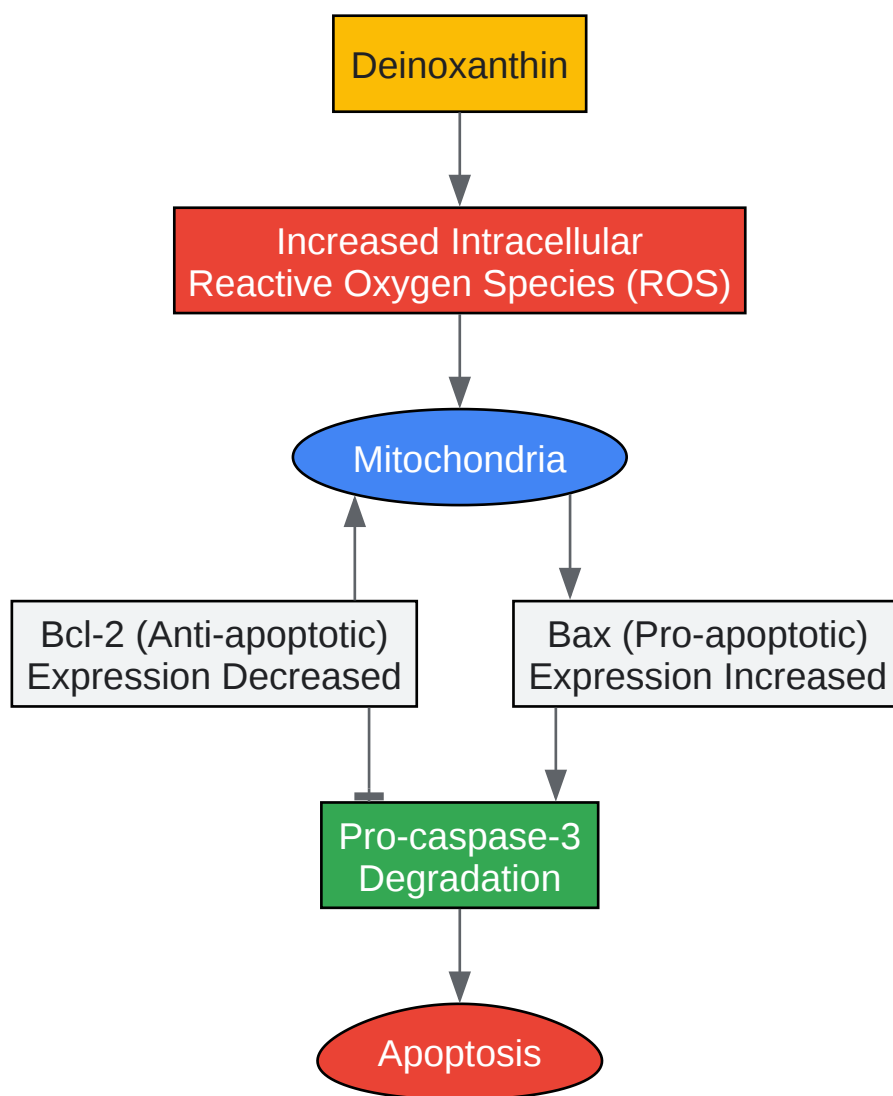 Deinoxanthin
Increased Intracellular
Reactive Oxygen Species (ROS)
Mitochondria
Bcl-2 (Anti-apoptotic)
Expression Decreased
Bax (Pro-apoptotic)
Expression Increased
Pro-caspase-3
Degradation
Apoptosis